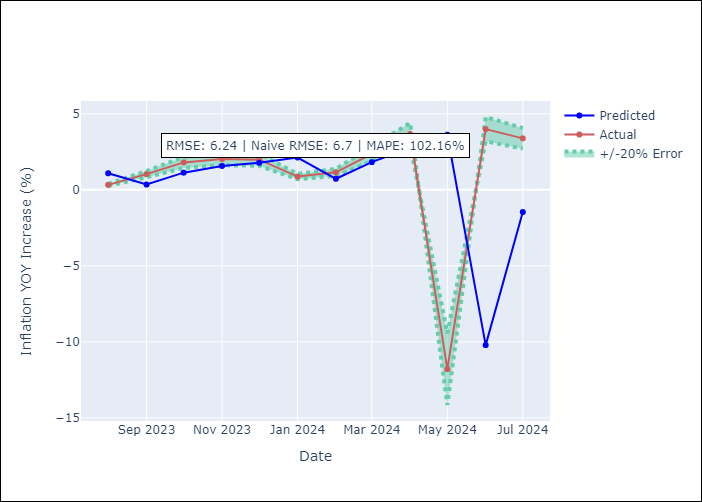 5
0
−5
−10
−15
Inflation YOY Increase (%)
RMSE: 6.24 | Naive RMSE: 6.7 | MAPE: 102.16%
Sep 2023
Nov 2023
Jan 2024
Mar 2024
May 2024
Jul 2024
Date
Predicted
Actual
+/-20% Error